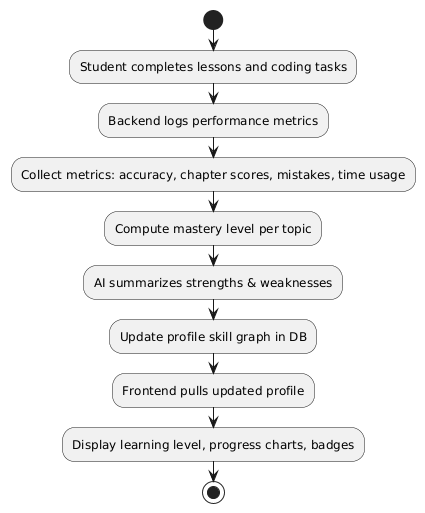 Student completes lessons and coding tasks
Backend logs performance metrics
Collect metrics: accuracy, chapter scores, mistakes, time usage
Compute mastery level per topic
AI summarizes strengths & weaknesses
Update profile skill graph in DB
Frontend pulls updated profile
Display learning level, progress charts, badges